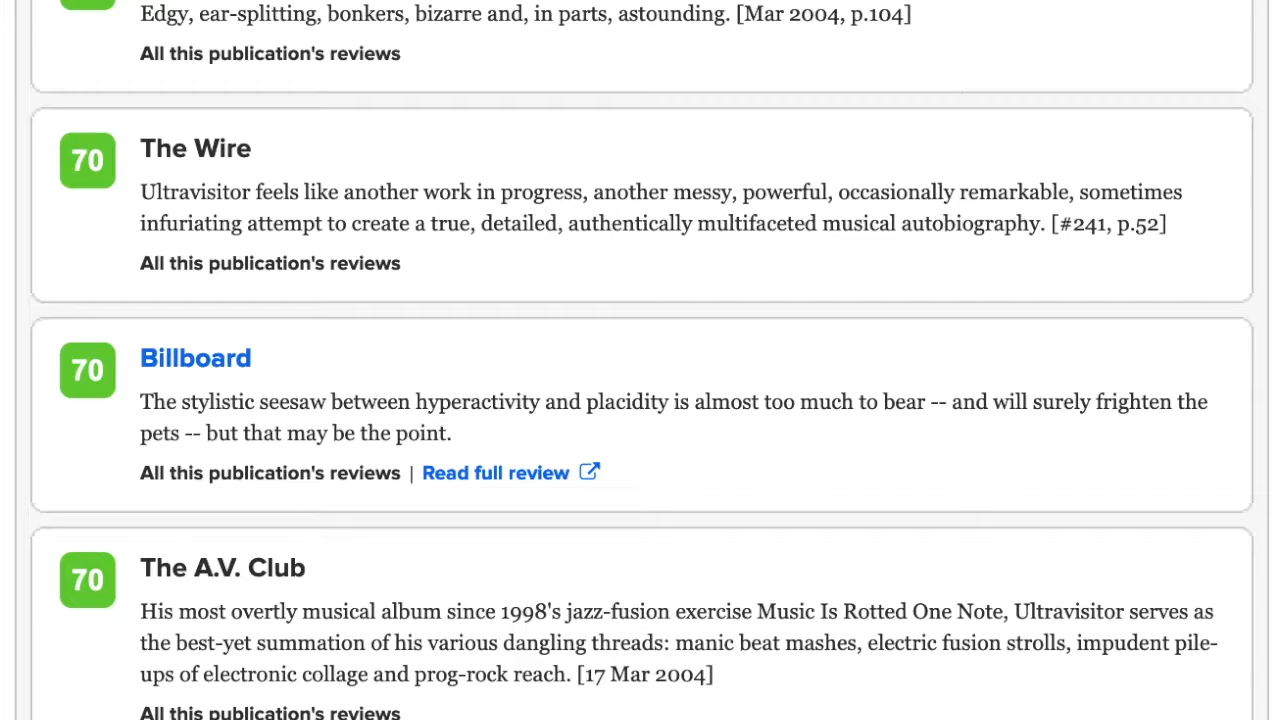 Edgy, ear-splitting, bonkers, bizarre and, in parts, astounding. [Mar 2004, p.104]
All this publication's reviews
70
The Wire
Ultravisitor feels like another work in progress, another messy, powerful, occasionally remarkable, sometimes
infuriating attempt to create a true, detailed, authentically multifaceted musical autobiography. [#241, p.52]
All this publication's reviews
70
Billboard
The stylistic seesaw between hyperactivity and placidity is almost too much to bear -- and will surely frighten the
pets -- but that may be the point.
All this publication's reviews | Read full review
70
The A.V. Club
His most overtly musical album since 1998's jazz-fusion exercise Music Is Rotted One Note, Ultravisitor serves as
the best-yet summation of his various dangling threads: manic beat mashes, electric fusion strolls, impudent pile-
ups of electronic collage and prog-rock reach. [17 Mar 2004]
All this publication's reviews